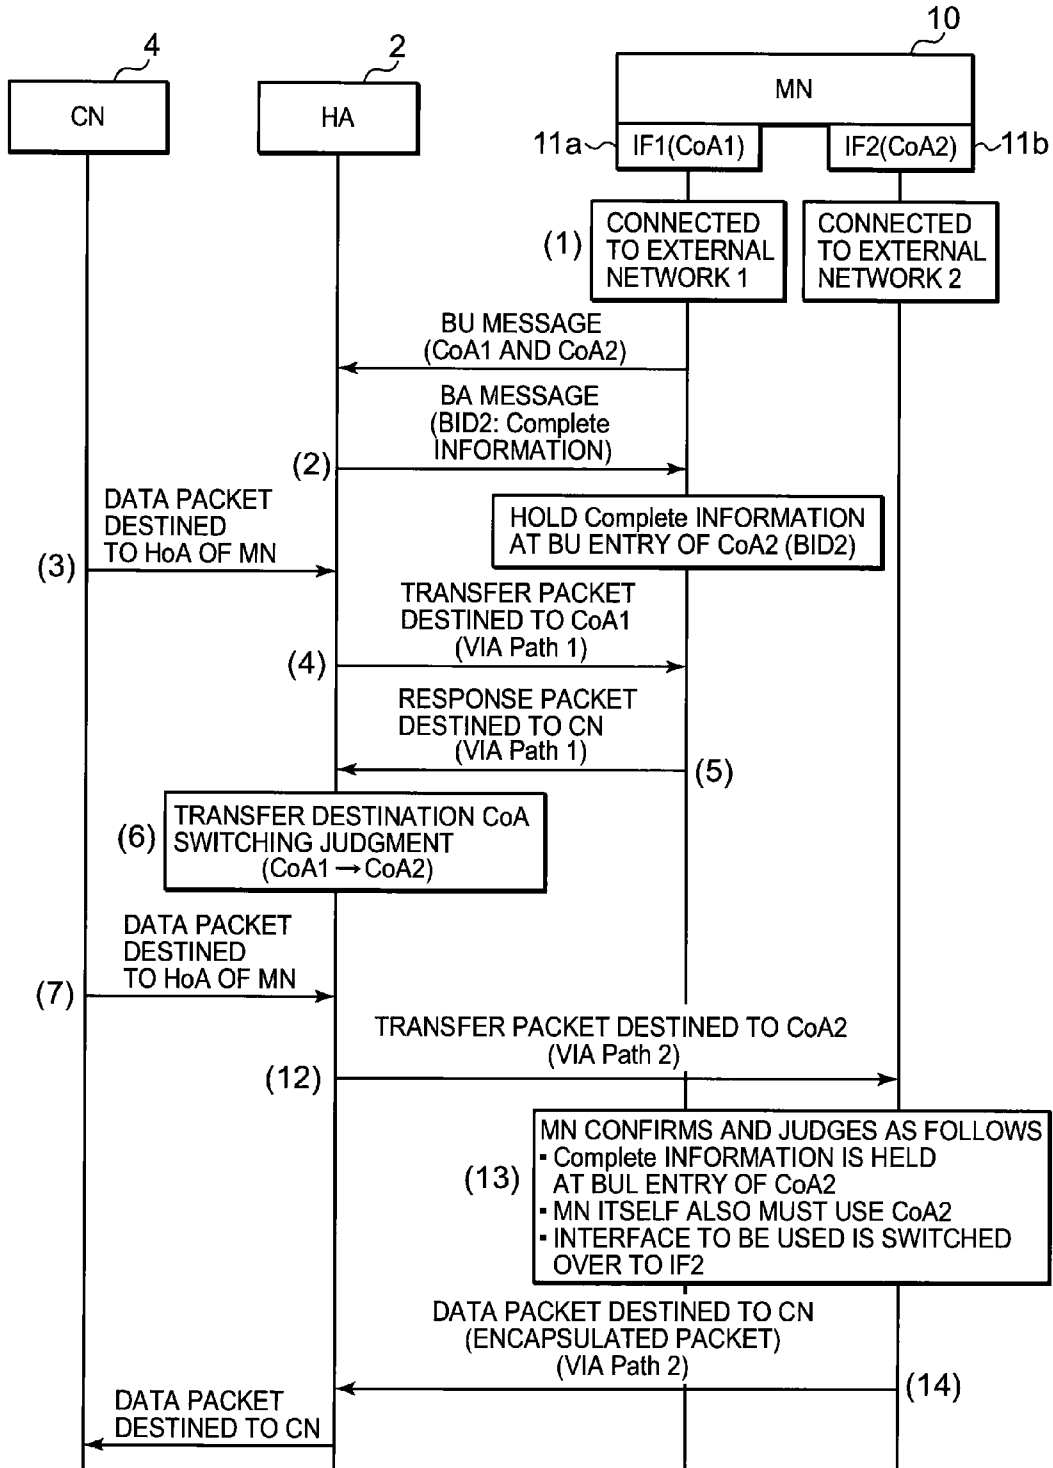 10
4
2
CN
HA
MN
11a
IF1(CoA1)
IF2(CoA2)
11b
(1)
CONNECTED
TO EXTERNAL
NETWORK 1
CONNECTED
TO EXTERNAL
NETWORK 2
BU MESSAGE
(CoA1 AND CoA2)
BA MESSAGE
(BID2: Complete
INFORMATION)
(2)
DATA PACKET
DESTINED
TO HoA OF MN
(3)
HOLD Complete INFORMATION
AT BU ENTRY OF CoA2 (BID2)
TRANSFER PACKET
DESTINED TO CoA1
(VIA Path 1)
(4)
RESPONSE PACKET
DESTINED TO CN
(VIA Path 1)
(5)
(6)
TRANSFER DESTINATION CoA
SWITCHING JUDGMENT
(CoA1 → CoA2)
DATA PACKET
DESTINED
TO HoA OF MN
(7)
TRANSFER PACKET DESTINED TO CoA2
(VIA Path 2)
(12)
(13)
MN CONFIRMS AND JUDGES AS FOLLOWS
▪ Complete INFORMATION IS HELD
AT BUL ENTRY OF CoA2
▪ MN ITSELF ALSO MUST USE CoA2
▪ INTERFACE TO BE USED IS SWITCHED
OVER TO IF2
DATA PACKET DESTINED TO CN
(ENCAPSULATED PACKET)
(VIA Path 2)
(14)
DATA PACKET
DESTINED TO CN